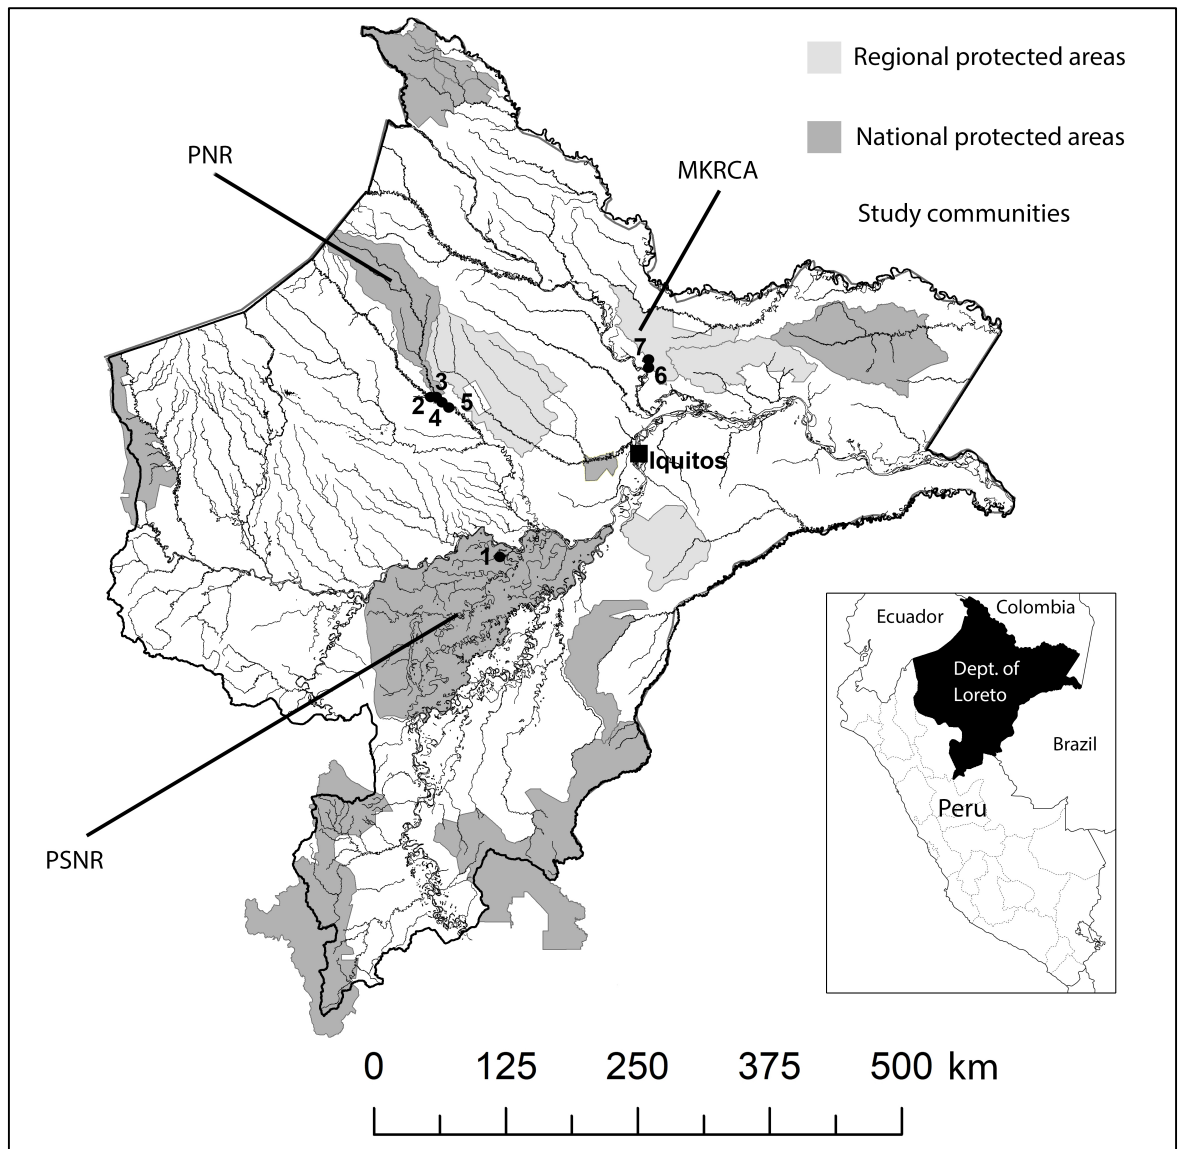 Regional protected areas
National protected areas
Study communities
PNR
MKRCA
7
6
3
2
5
4
Iquitos
1
PSNR
Ecuador
Colombia
Dept. of
Loreto
Brazil
Peru
0 125 250 375 500 km